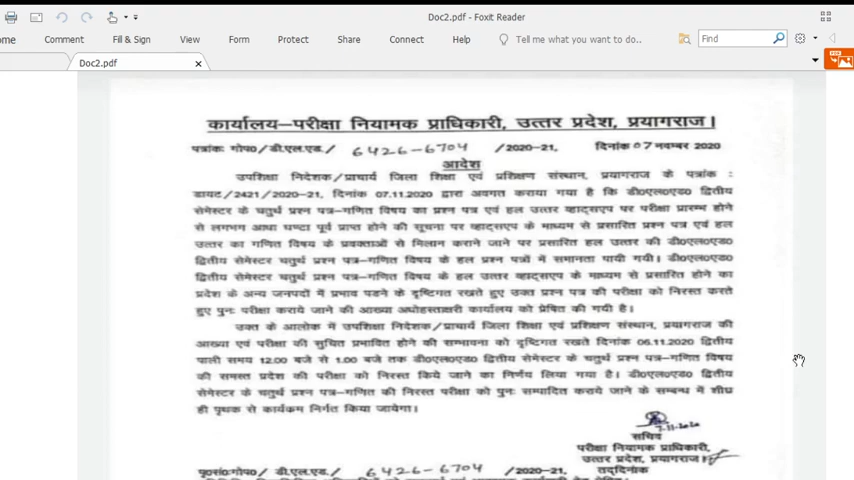 Doc2.pdf - Foxit Reader
ome Comment Fill & Sign View Form Protect Share Connect Help Tell me what you want to do.. Find
Doc2.pdf
कार्यालय–परीक्षा नियामक प्राधिकारी, उत्तर प्रदेश, प्रयागराज।
पत्रांकः गोप0/डी.एल.एड./ 6426-6704 /2020-21, दिनांक 07 नवम्बर 2020
आदेश
उपशिक्षा निदेशक/प्राचार्य जिला शिक्षा एवं प्रशिक्षण संस्थान, प्रयागराज के पत्रांक :
डायट/2421/2020-21, दिनांक 07.11.2020 द्वारा अवगत कराया गया है कि डी0एल0एड0 द्वितीय
सेमेस्टर के चतुर्थ प्रश्न पत्र–गणित विषय का प्रश्न पत्र एवं हल उत्तर व्हाट्सएप पर परीक्षा प्रारम्भ होने
से लगभग आधा घण्टा पूर्व प्राप्त होने की सूचना पर व्हाट्सएप के माध्यम से प्रसारित प्रश्न पत्र एवं हल
उत्तर का गणित विषय के प्रवक्ताओं से मिलान कराने जाने पर प्रसारित हल उत्तर की डी0एल0एड0
द्वितीय सेमेस्टर चतुर्थ प्रश्न पत्र–गणित विषय के हल प्रश्न पत्रों में समानता पायी गयी। डी0एल0एड0
द्वितीय सेमेस्टर चतुर्थ प्रश्न पत्र–गणित विषय के हल उत्तर व्हाट्सएप के माध्यम से प्रसारित होने का
प्रदेश के अन्य जनपदों में प्रभाव पडने के दृष्टिगत रखते हुए उक्त प्रश्न पत्र की परीक्षा को निरस्त करते
हुए पुनः परीक्षा कराये जाने की आख्या अधोहस्ताक्षरी कार्यालय को प्रेषित की गयी है।
उक्त के आलोक में उपशिक्षा निदेशक/प्राचार्य जिला शिक्षा एवं प्रशिक्षण संस्थान, प्रयागराज की
आख्या एवं परीक्षा की सुचित प्रभावित होने की सम्भावना को दृष्टिगत रखते दिनांक 06.11.2020 द्वितीय
पाली समय 12.00 बजे से 1.00 बजे तक डी0एल0एड0 द्वितीय सेमेस्टर के चतुर्थ प्रश्न पत्र–गणित विषय
की समस्त प्रदेश की परीक्षा को निरस्त किये जाने का निर्णय लिया गया है। डी0एल0एड0 द्वितीय
सेमेस्टर के चतुर्थ प्रश्न पत्र–गणित की निरस्त परीक्षा को पुनः सम्पादित कराये जाने के सम्बन्ध में शीघ्र
ही पृथक से कार्यक्रम निर्गत किया जायेगा।
7-11-2020
सचिव
परीक्षा नियामक प्राधिकारी,
उत्तर प्रदेश, प्रयागराज।
पृ0सं0गोप0/ डी.एल.एड./ 6426-6704 /2020-21, तद्दिनांक